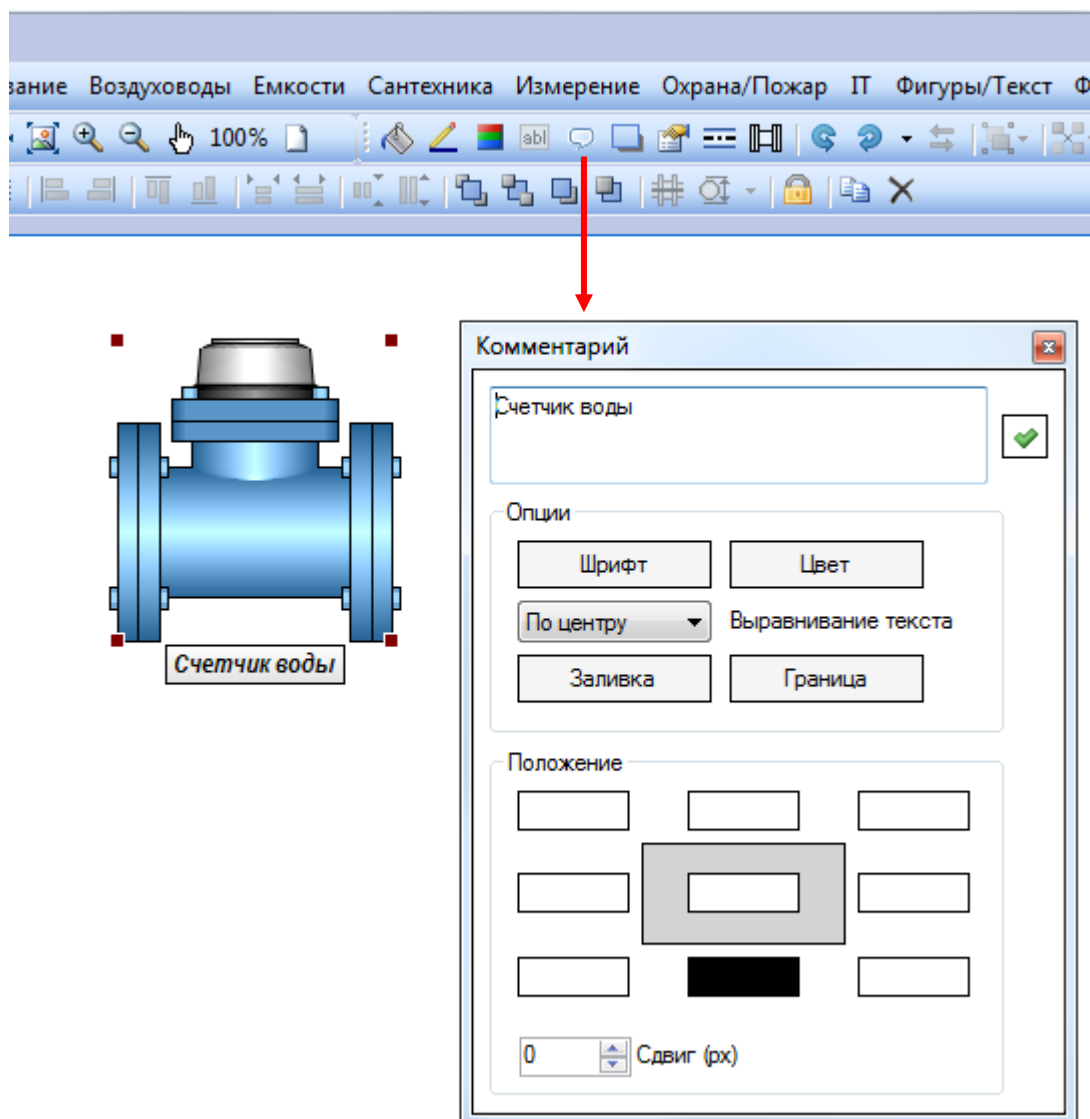 Воздуховоды Емкости Сантехника Измерение Охрана/Пожар IT Фигуры/Текст
100% abl
Комментарий
Счетчик воды
Опции
Шрифт Цвет
По центру Выравнивание текста
Счетчик воды
Заливка Граница
Положение
0 Сдвиг (px)